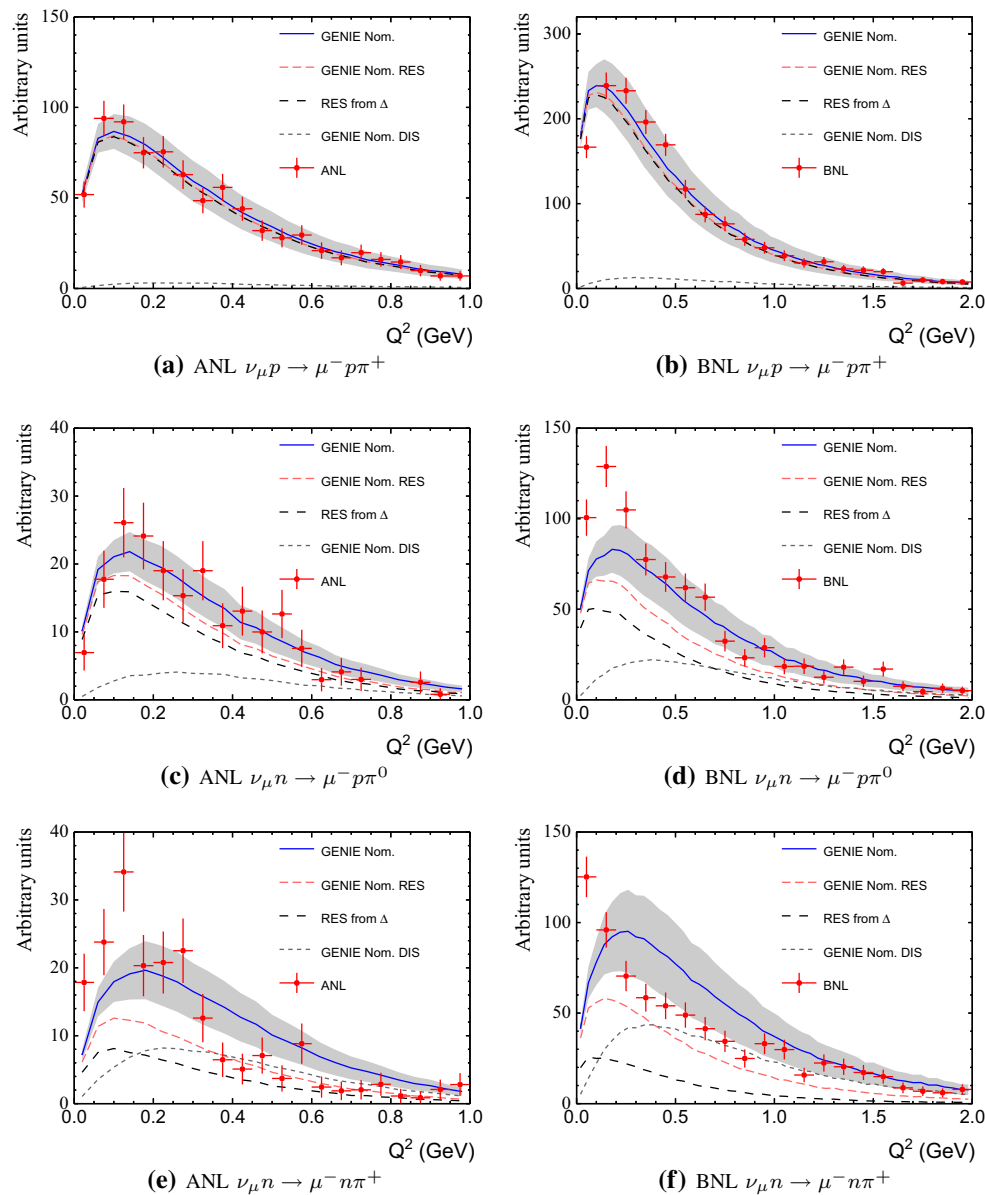 Arbitrary units
150
100
50
0
0.0 0.2 0.4 0.6 0.8 1.0
Q² (GeV)
GENIE Nom.
GENIE Nom. RES
RES from Δ
GENIE Nom. DIS
ANL
(a) ANL νμp → μ⁻pπ⁺
Arbitrary units
300
200
100
0
0.0 0.5 1.0 1.5 2.0
Q² (GeV)
GENIE Nom.
GENIE Nom. RES
RES from Δ
GENIE Nom. DIS
BNL
(b) BNL νμp → μ⁻pπ⁺
Arbitrary units
40
30
20
10
0
0.0 0.2 0.4 0.6 0.8 1.0
Q² (GeV)
GENIE Nom.
GENIE Nom. RES
RES from Δ
GENIE Nom. DIS
ANL
(c) ANL νμn → μ⁻pπ⁰
Arbitrary units
150
100
50
0
0.0 0.5 1.0 1.5 2.0
Q² (GeV)
GENIE Nom.
GENIE Nom. RES
RES from Δ
GENIE Nom. DIS
BNL
(d) BNL νμn → μ⁻pπ⁰
Arbitrary units
40
30
20
10
0
0.0 0.2 0.4 0.6 0.8 1.0
Q² (GeV)
GENIE Nom.
GENIE Nom. RES
RES from Δ
GENIE Nom. DIS
ANL
(e) ANL νμn → μ⁻nπ⁺
Arbitrary units
150
100
50
0
0.0 0.5 1.0 1.5 2.0
Q² (GeV)
GENIE Nom.
GENIE Nom. RES
RES from Δ
GENIE Nom. DIS
BNL
(f) BNL νμn → μ⁻nπ⁺